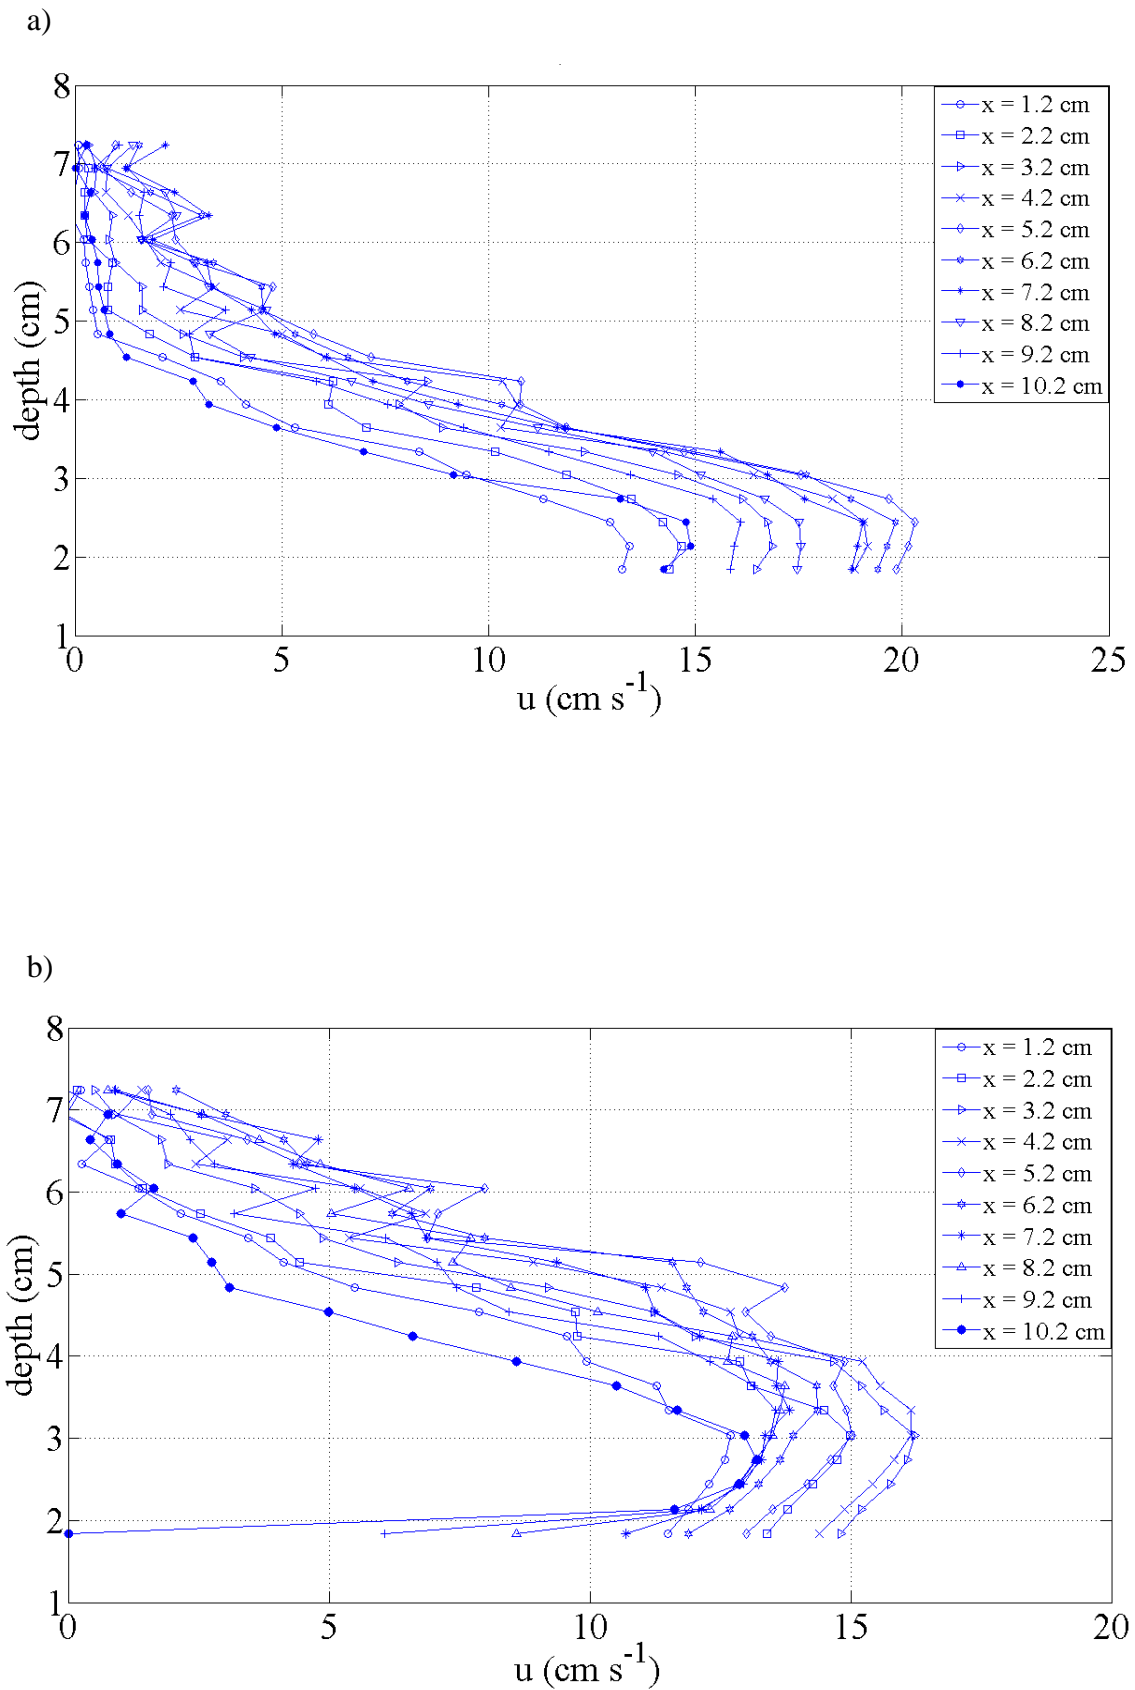 a)
8
7
6
5
4
3
2
1
depth (cm)
0 5 10 15 20 25
u (cm s-1)
x = 1.2 cm
x = 2.2 cm
x = 3.2 cm
x = 4.2 cm
x = 5.2 cm
x = 6.2 cm
x = 7.2 cm
x = 8.2 cm
x = 9.2 cm
x = 10.2 cm
b)
8
7
6
5
4
3
2
1
depth (cm)
0 5 10 15 20
u (cm s-1)
x = 1.2 cm
x = 2.2 cm
x = 3.2 cm
x = 4.2 cm
x = 5.2 cm
x = 6.2 cm
x = 7.2 cm
x = 8.2 cm
x = 9.2 cm
x = 10.2 cm